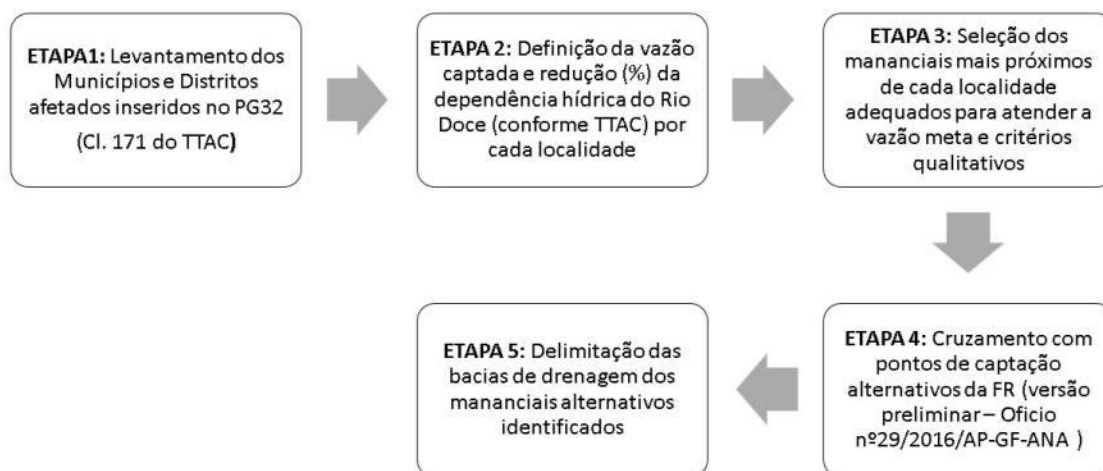 ETAPA1: Levantamento dos
Municípios e Distritos
afetados inseridos no PG32
(Cl. 171 do TTAC)
ETAPA 2: Definição da vazão
captada e redução (%) da
dependência hídrica do Rio
Doce (conforme TTAC) por
cada localidade
ETAPA 3: Seleção dos
mananciais mais próximos
de cada localidade
adequados para atender a
vazão meta e critérios
qualitativos
ETAPA 4: Cruzamento com
pontos de captação
alternativos da FR (versão
preliminar – Oficio
nº29/2016/AP-GF-ANA )
ETAPA 5: Delimitação das
bacias de drenagem dos
mananciais alternativos
identificados